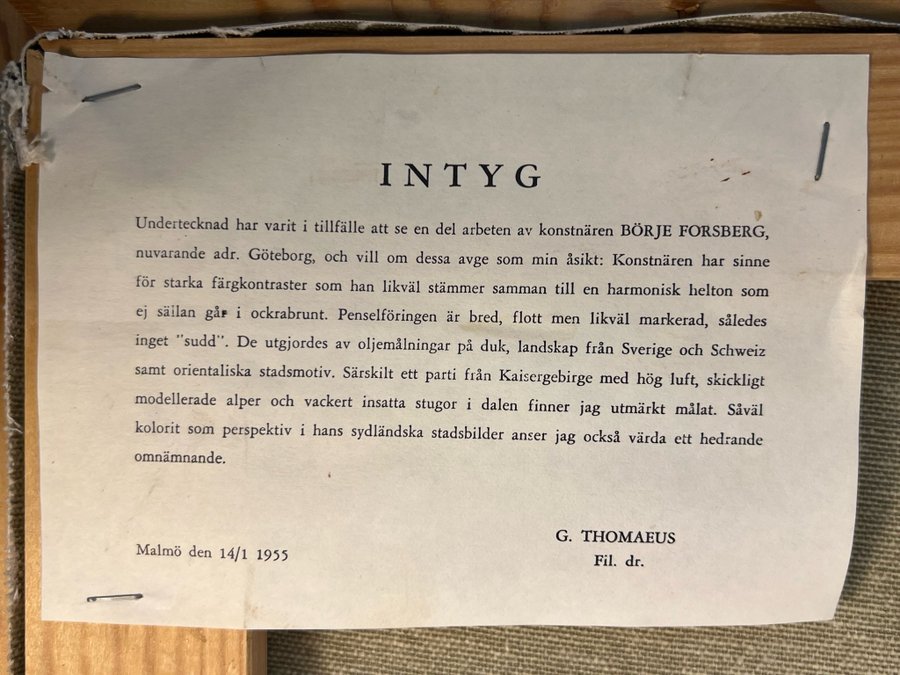 INTYG
Undertecknad har varit i tillfälle att se en del arbeten av konstnären BÖRJE FORSBERG,
nuvarande adr. Göteborg, och vill om dessa avge som min åsikt: Konstnären har sinne
för starka färgkontraster som han likväl stämmer samman till en harmonisk helton som
ej sällan går i ockrabrunt. Penselföringen är bred, flott men likväl markerad, således
inget "sudd". De utgjordes av oljemålningar på duk, landskap från Sverige och Schweiz
samt orientaliska stadsmotiv. Särskilt ett parti från Kaisergebirge med hög luft, skickligt
modellerade alper och vackert insatta stugor i dalen finner jag utmärkt målat. Såväl
kolorit som perspektiv i hans sydländska stadsbilder anser jag också värda ett hedrande
omnämnande.
Malmö den 14/1 1955
G. THOMAEUS
Fil. dr.